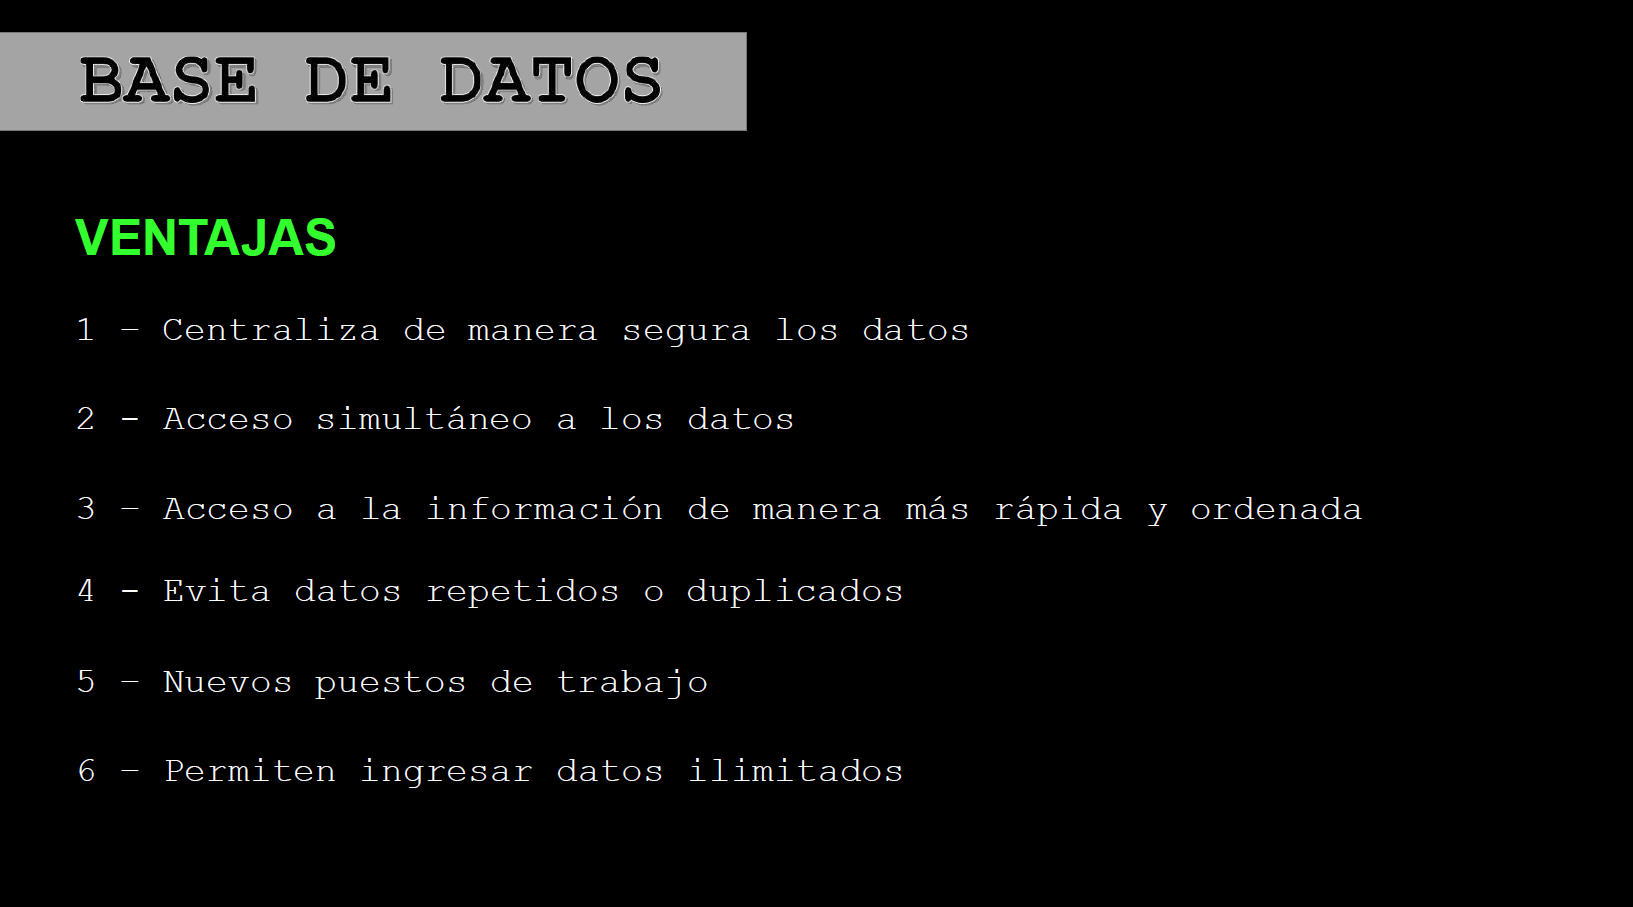 BASE DE DATOS
VENTAJAS
1 – Centraliza de manera segura los datos
2 - Acceso simultáneo a los datos
3 – Acceso a la información de manera más rápida y ordenada
4 - Evita datos repetidos o duplicados
5 – Nuevos puestos de trabajo
6 – Permiten ingresar datos ilimitados